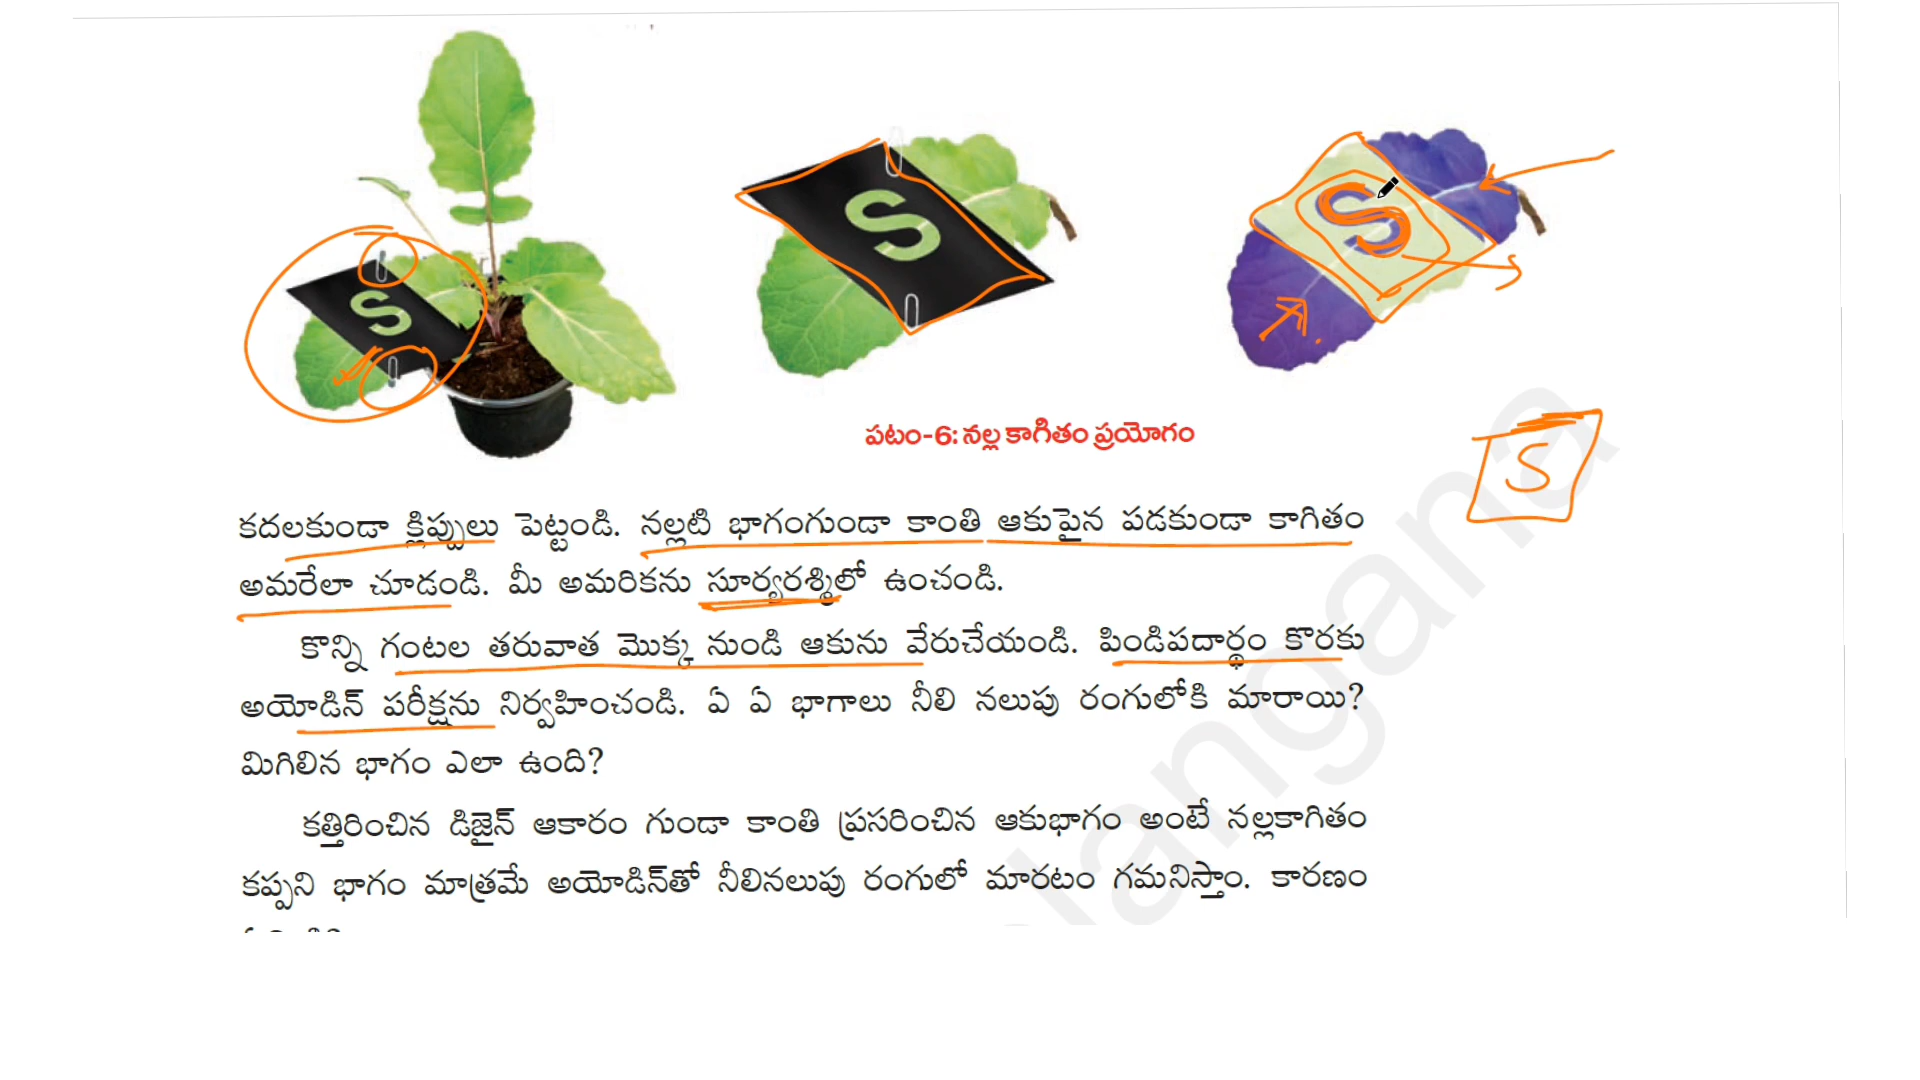 S
S
S
S
పటం-6: నల్ల కాగితం ప్రయోగం
S
కదలకుండా క్లిప్పులు పెట్టండి. నల్లటి భాగంగుండా కాంతి ఆకుపైన పడకుండా కాగితం
అమరేలా చూడండి. మీ అమరికను సూర్యరశ్మిలో ఉంచండి.
కొన్ని గంటల తరువాత మొక్క నుండి ఆకును వేరుచేయండి. పిండిపదార్థం కొరకు
అయోడిన్ పరీక్షను నిర్వహించండి. ఏ ఏ భాగాలు నీలి నలుపు రంగులోకి మారాయి?
మిగిలిన భాగం ఎలా ఉంది?
కత్తిరించిన డిజైన్ ఆకారం గుండా కాంతి ప్రసరించిన ఆకుభాగం అంటే నల్లకాగితం
కప్పని భాగం మాత్రమే అయోడిన్‌తో నీలినలుపు రంగులో మారటం గమనిస్తాం. కారణం
langana